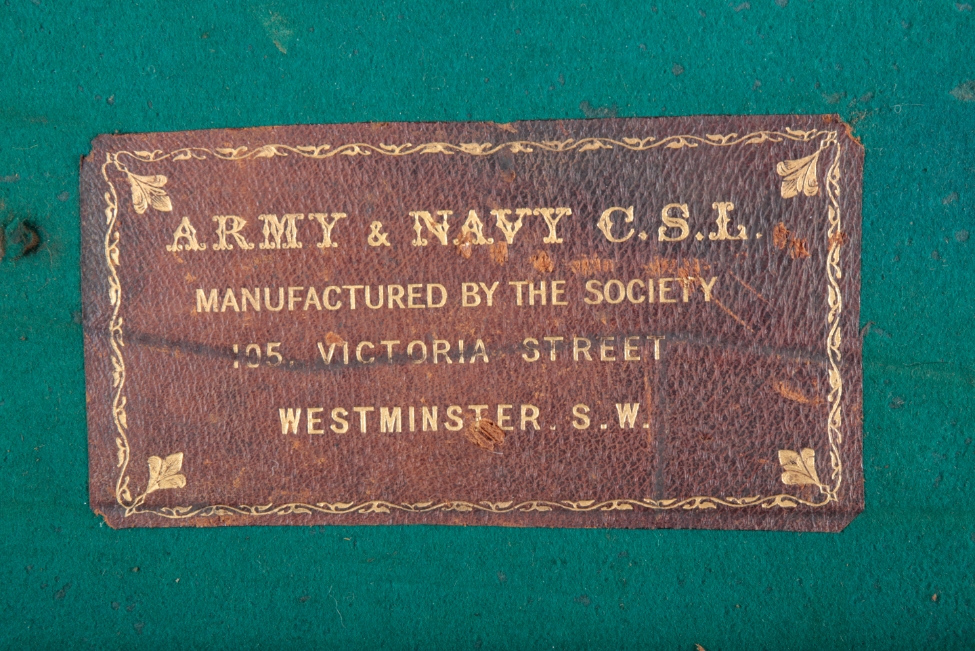 ARMY & NAVY C.S.L.
MANUFACTURED BY THE SOCIETY
105, VICTORIA STREET
WESTMINSTER. S.W.